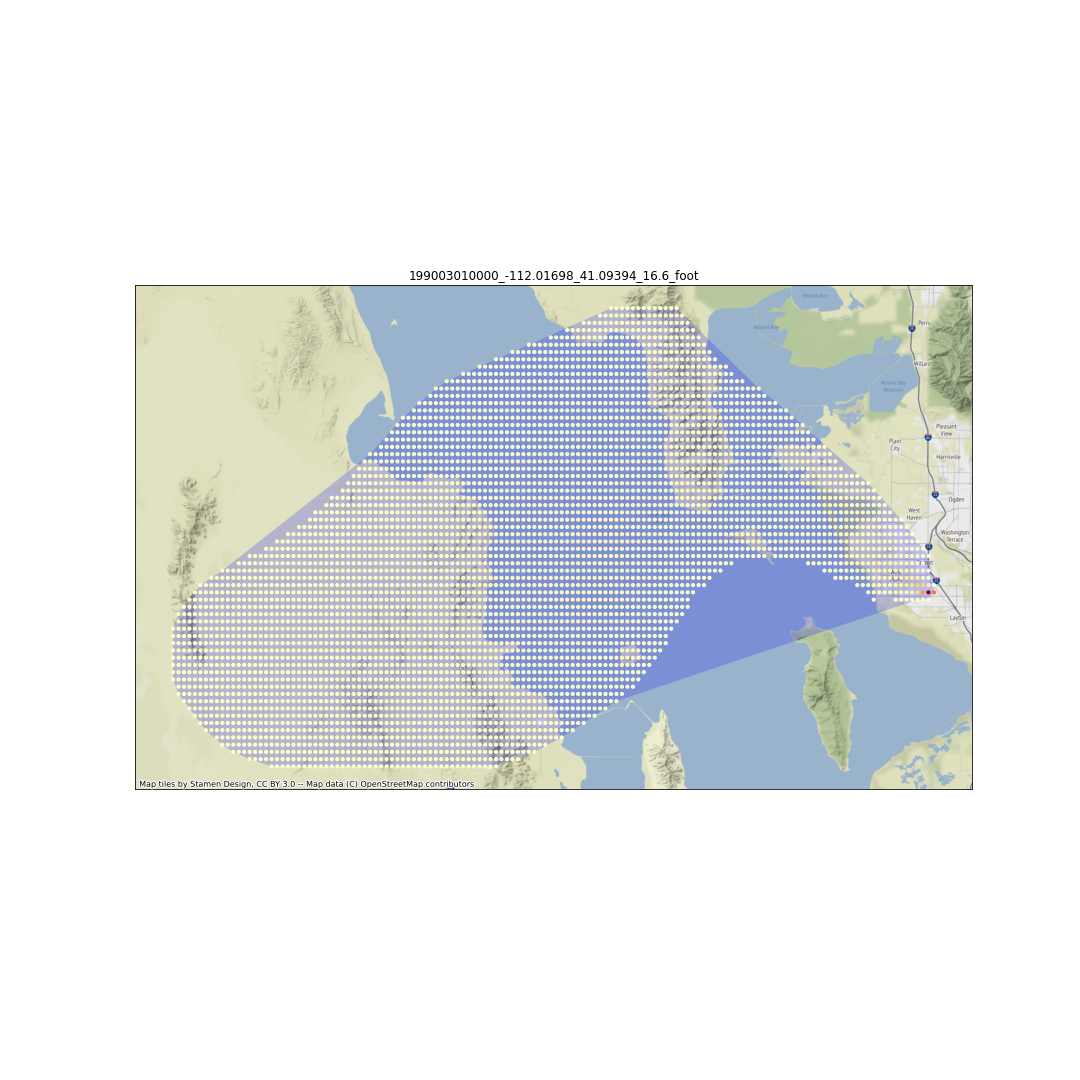 199003010000_-112.01698_41.09394_16.6_foot
Willard Bay
Willard Bay
Perry
Willard
Willard Bay
Reservoir
Pleasant
View
Plain
City
Harrisville
Ogden
West
Haven
Washington
Terrace
Layton
Map tiles by Stamen Design, CC BY 3.0 -- Map data (C) OpenStreetMap contributors